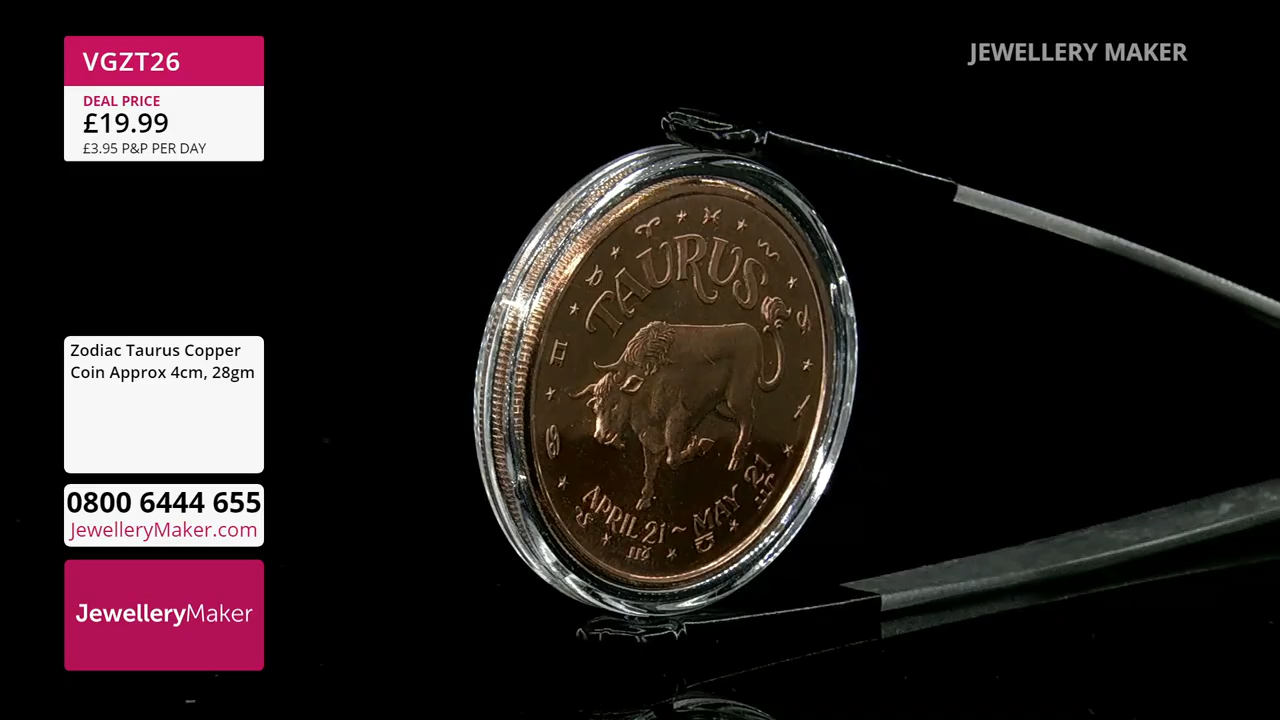 VGZT26
DEAL PRICE
£19.99
£3.95 P&P PER DAY
JEWELLERY MAKER
TAURUS
APRIL 21 ~ MAY 21
Zodiac Taurus Copper
Coin Approx 4cm, 28gm
0800 6444 655
JewelleryMaker.com
JewelleryMaker